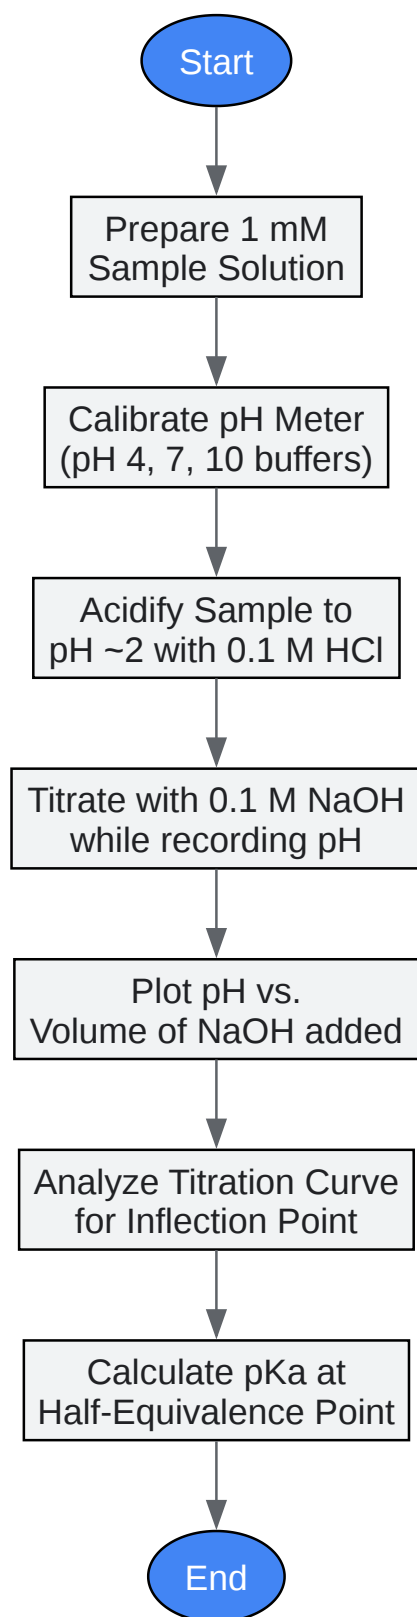 Start
Prepare 1 mM
Sample Solution
Calibrate pH Meter
(pH 4, 7, 10 buffers)
Acidify Sample to
pH ~2 with 0.1 M HCl
Titrate with 0.1 M NaOH
while recording pH
Plot pH vs.
Volume of NaOH added
Analyze Titration Curve
for Inflection Point
Calculate pKa at
Half-Equivalence Point
End